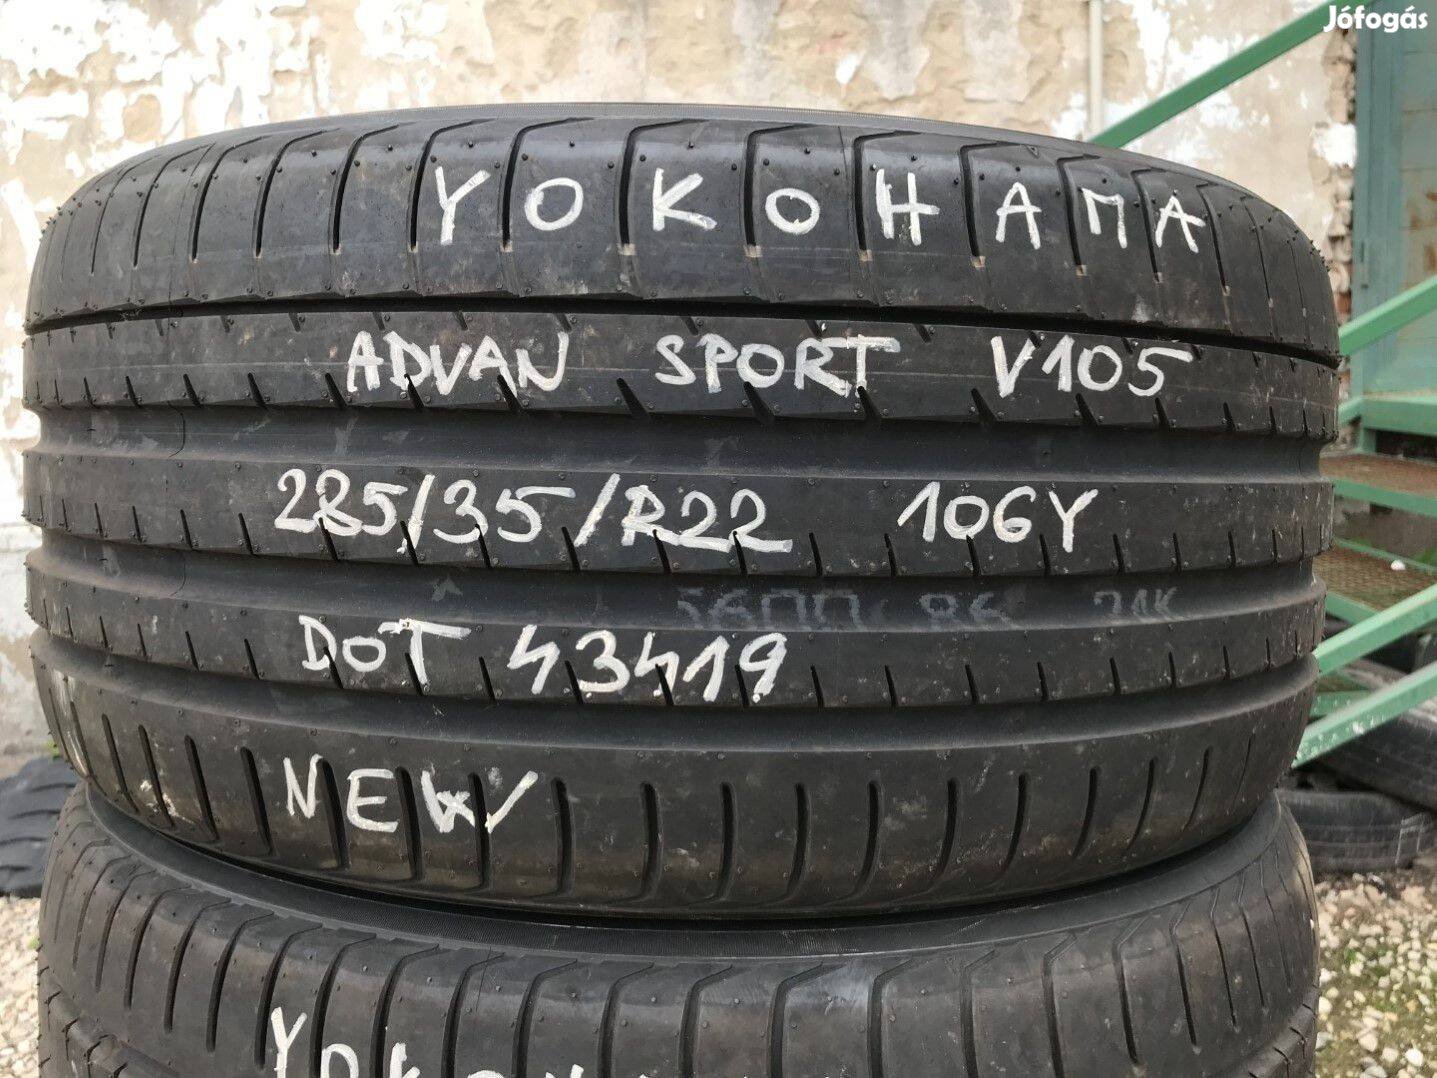 Jófogás
YOKOHAMA
ADVAN SPORT V105
285/35/R22 106Y
DOT 43419
NEW